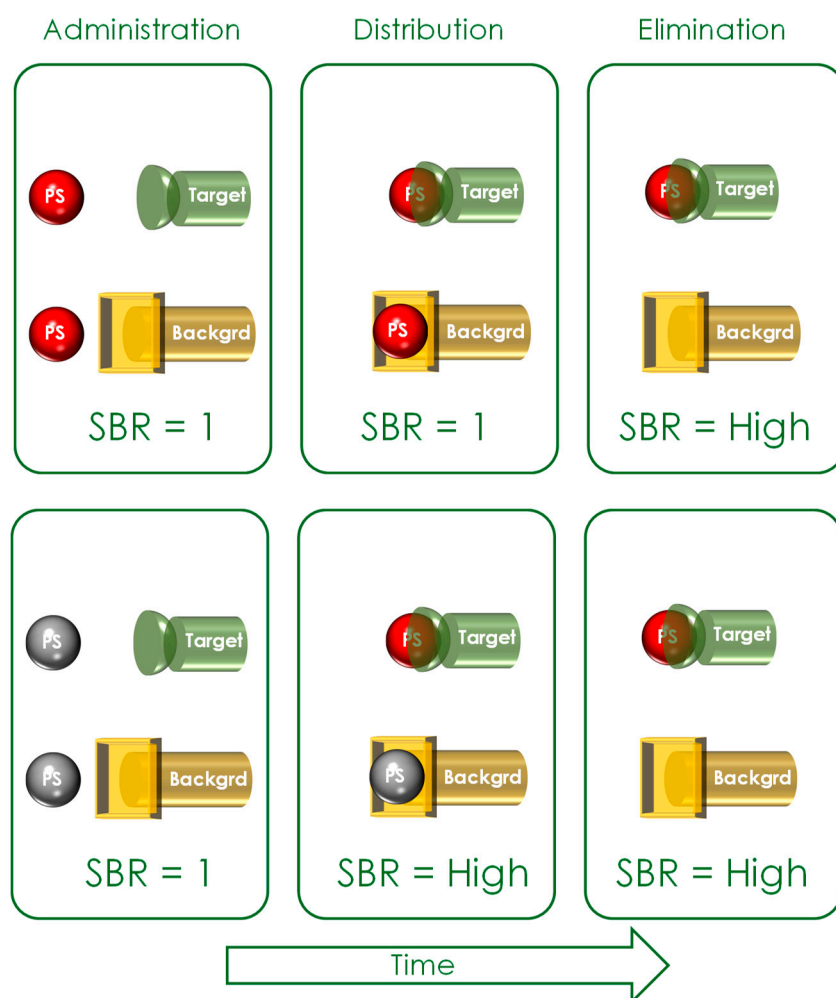 Administration
Distribution
Elimination
PS
Target
PS
Target
PS
Target
PS
Backgrd
PS
Backgrd
Backgrd
SBR = 1
SBR = 1
SBR = High
PS
Target
PS
Target
PS
Target
PS
Backgrd
PS
Backgrd
Backgrd
SBR = 1
SBR = High
SBR = High
Time